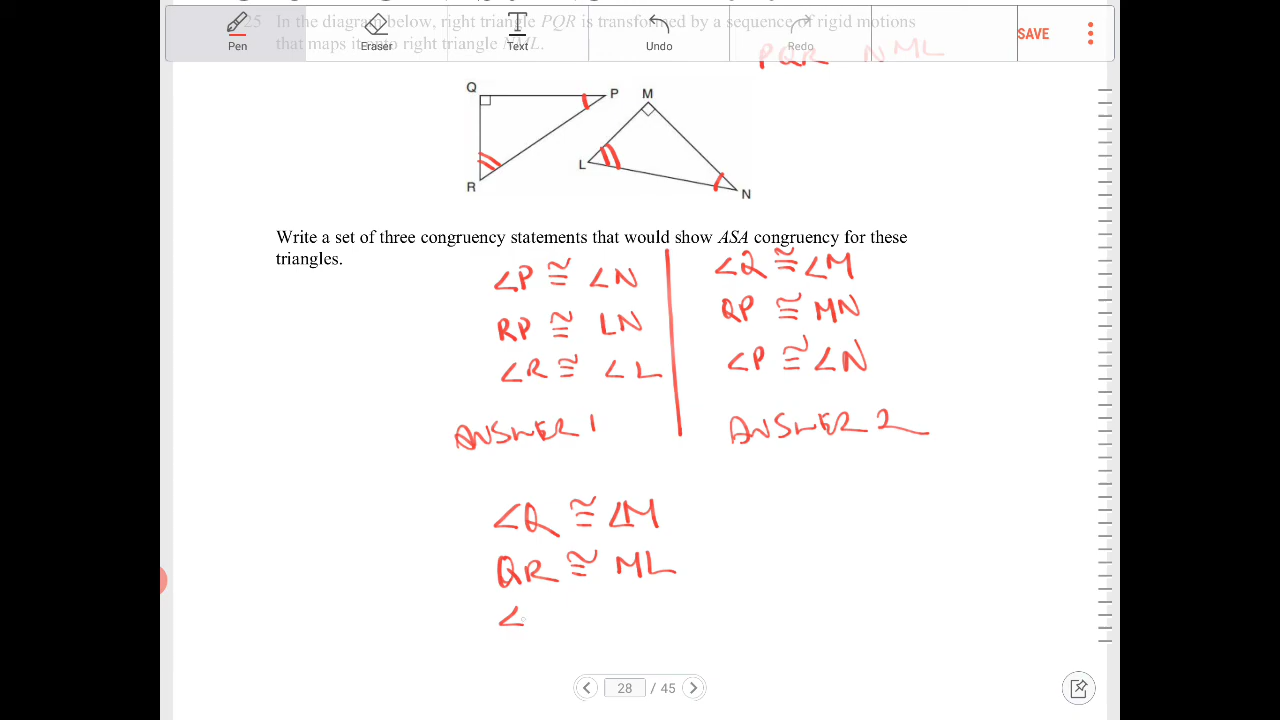 25 In the diagram below, right triangle PQR is transformed by a sequence of rigid motions
that maps it onto right triangle NML.
Pen
Eraser
Text
Undo
Redo
SAVE
PQR NML
Q
P
M
L
R
N
Write a set of three congruency statements that would show ASA congruency for these
triangles.
∠P ≅ ∠N
RP ≅ LN
∠R ≅ ∠L
ANSWER 1
∠Q ≅ ∠M
QP ≅ MN
∠P ≅ ∠N
ANSWER 2
∠Q ≅ ∠M
QR ≅ ML
∠
28 / 45